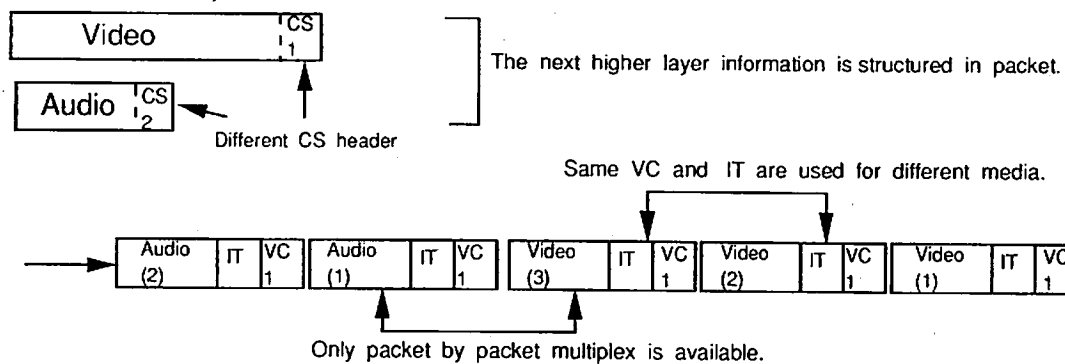 Video CS 1
The next higher layer information is structured in packet.
Audio CS 2
Different CS header
Same VC and IT are used for different media.
Audio (2) IT VC 1 Audio (1) IT VC 1 Video (3) IT VC 1 Video (2) IT VC 1 Video (1) IT VC 1
Only packet by packet multiplex is available.